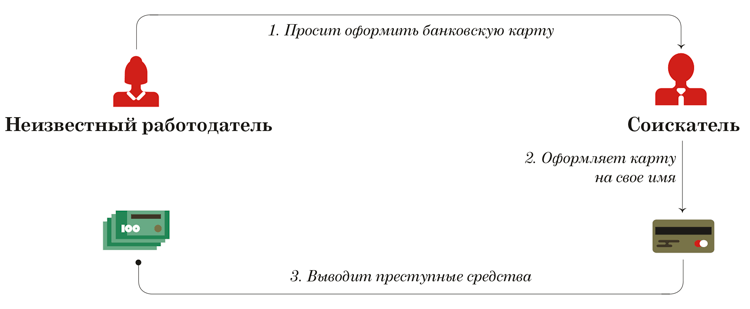 1. Просит оформить банковскую карту
Неизвестный работодатель
Соискатель
2. Оформляет карту
на свое имя
100
3. Выводит преступные средства